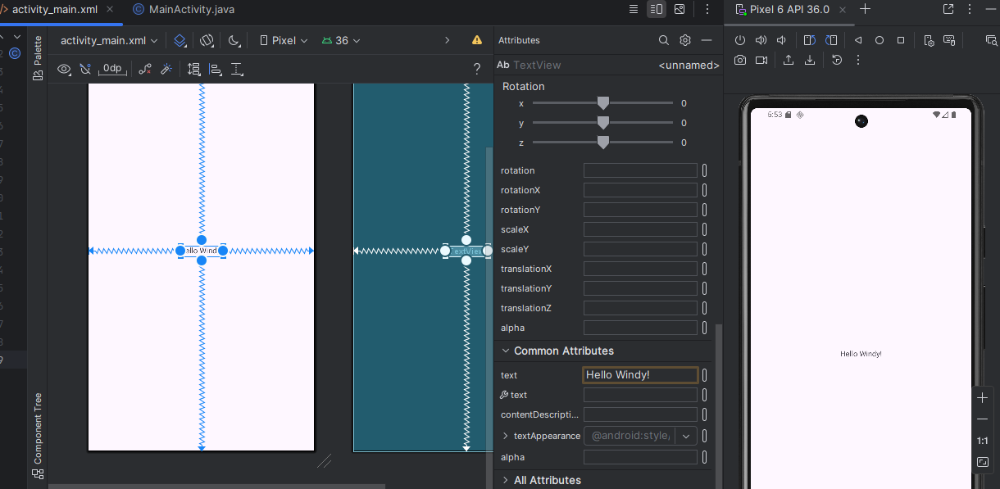 activity_main.xml
MainActivity.java
Pixel 6 API 36.0
activity_main.xml
Pixel
36
Attributes
0dp
?
Ab TextView <unnamed>
Palette
Component Tree
Rotation
x 0
y 0
z 0
rotation
rotationX
rotationY
scaleX
scaleY
translationX
translationY
translationZ
alpha
Common Attributes
text Hello Windy!
text
contentDescripti...
textAppearance @android:style,
alpha
All Attributes
ello Wind
TextView
5:53
Hello Windy!
1:1